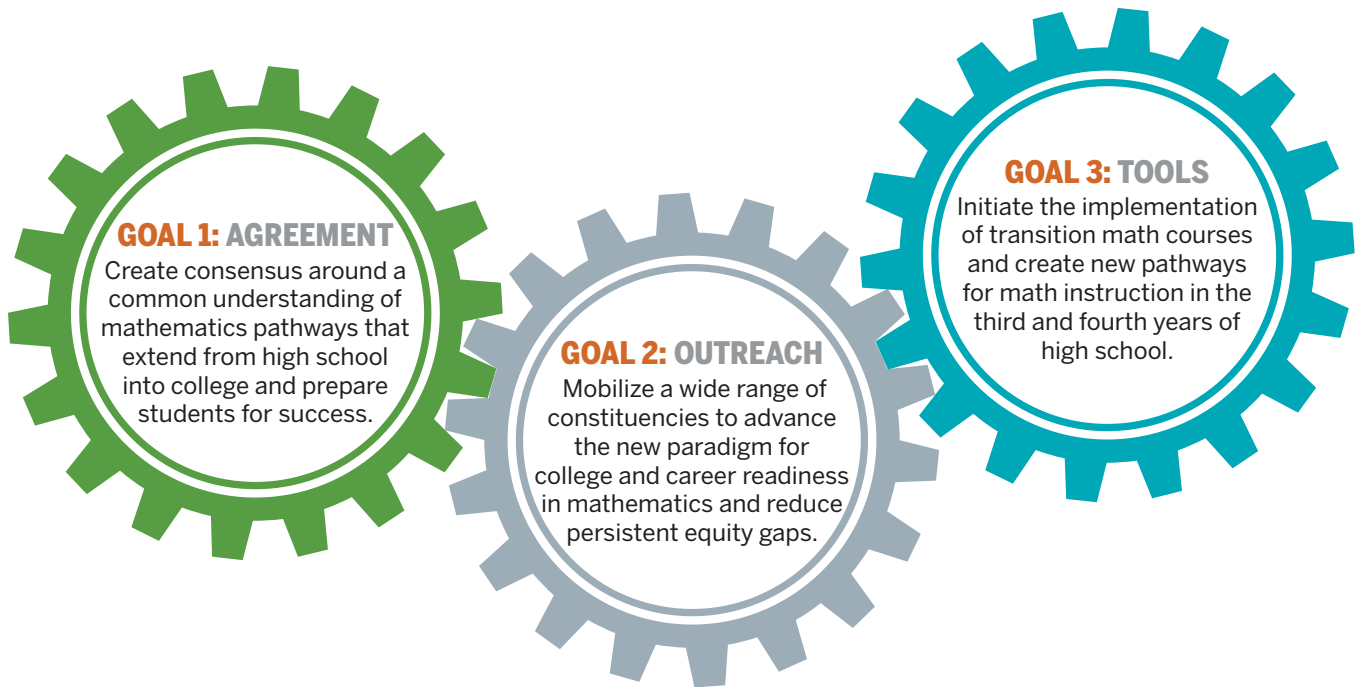 GOAL 1: AGREEMENT
Create consensus around a
common understanding of
mathematics pathways that
extend from high school
into college and prepare
students for success.
GOAL 2: OUTREACH
Mobilize a wide range of
constituencies to advance
the new paradigm for
college and career readiness
in mathematics and reduce
persistent equity gaps.
GOAL 3: TOOLS
Initiate the implementation
of transition math courses
and create new pathways
for math instruction in the
third and fourth years of
high school.